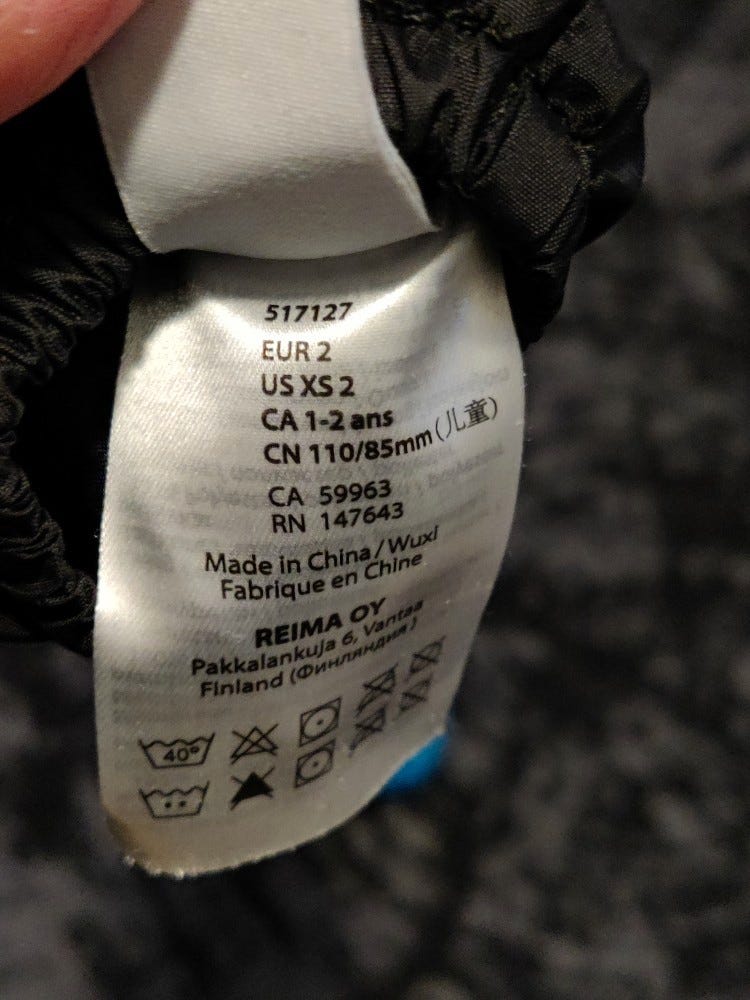 517127
EUR 2
US XS 2
CA 1-2 ans
CN 110/85mm(儿童)
CA 59963
RN 147643
Made in China / Wuxi
Fabrique en Chine
REIMA OY
Pakkalankuja 6, Vantaa
Finland (Финляндия)
40°